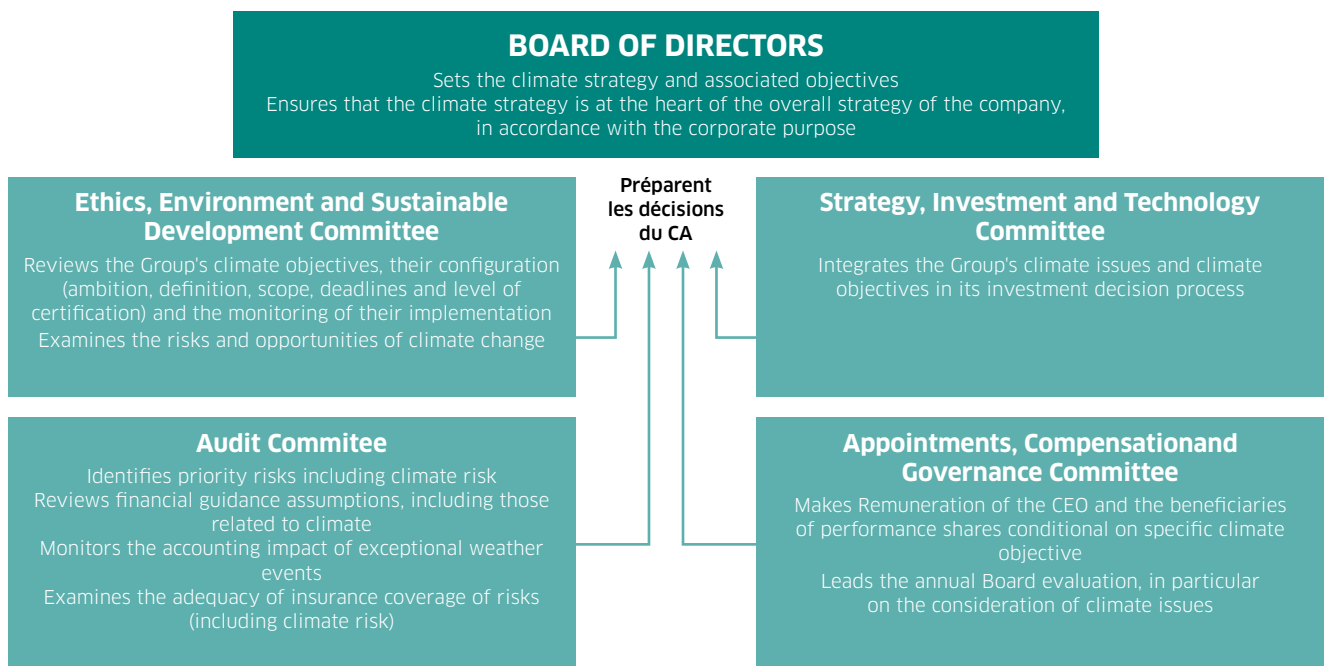 BOARD OF DIRECTORS
Sets the climate strategy and associated objectives
Ensures that the climate strategy is at the heart of the overall strategy of the company,
in accordance with the corporate purpose
Ethics, Environment and Sustainable
Development Committee
Reviews the Group's climate objectives, their configuration
(ambition, definition, scope, deadlines and level of
certification) and the monitoring of their implementation
Examines the risks and opportunities of climate change
Préparent
les décisions
du CA
Strategy, Investment and Technology
Committee
Integrates the Group's climate issues and climate
objectives in its investment decision process
Audit Commitee
Identifies priority risks including climate risk
Reviews financial guidance assumptions, including those
related to climate
Monitors the accounting impact of exceptional weather
events
Examines the adequacy of insurance coverage of risks
(including climate risk)
Appointments, Compensationand
Governance Committee
Makes Remuneration of the CEO and the beneficiaries
of performance shares conditional on specific climate
objective
Leads the annual Board evaluation, in particular
on the consideration of climate issues